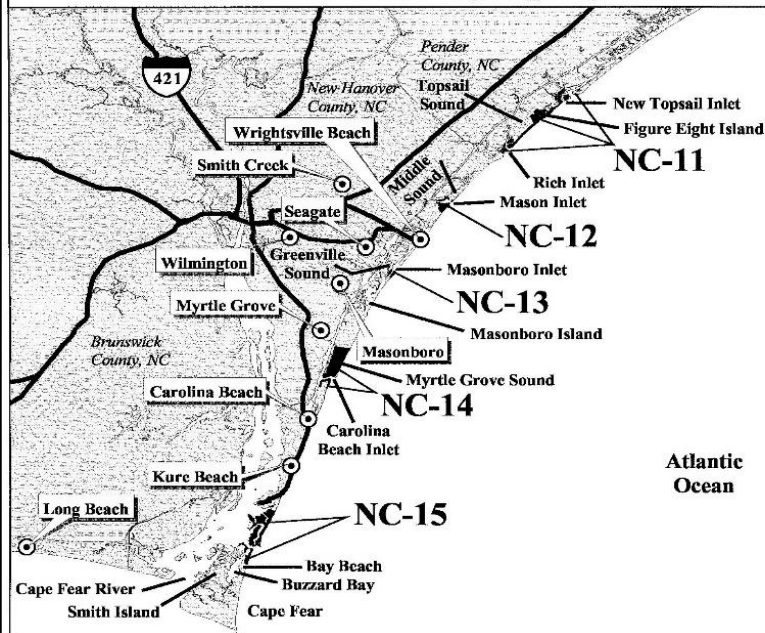 Pender
County, NC
421
New Hanover
County, NC
Topsail
Sound
New Topsail Inlet
Wrightsville Beach
Figure Eight Island
NC-11
Smith Creek
Middle
Sound
Rich Inlet
Seagate
Mason Inlet
NC-12
Wilmington
Greenville
Sound
Masonboro Inlet
NC-13
Myrtle Grove
Masonboro Island
Brunswick
County, NC
Masonboro
Myrtle Grove Sound
Carolina Beach
NC-14
Carolina
Beach Inlet
Kure Beach
Atlantic
Ocean
Long Beach
NC-15
Bay Beach
Cape Fear River
Buzzard Bay
Smith Island
Cape Fear